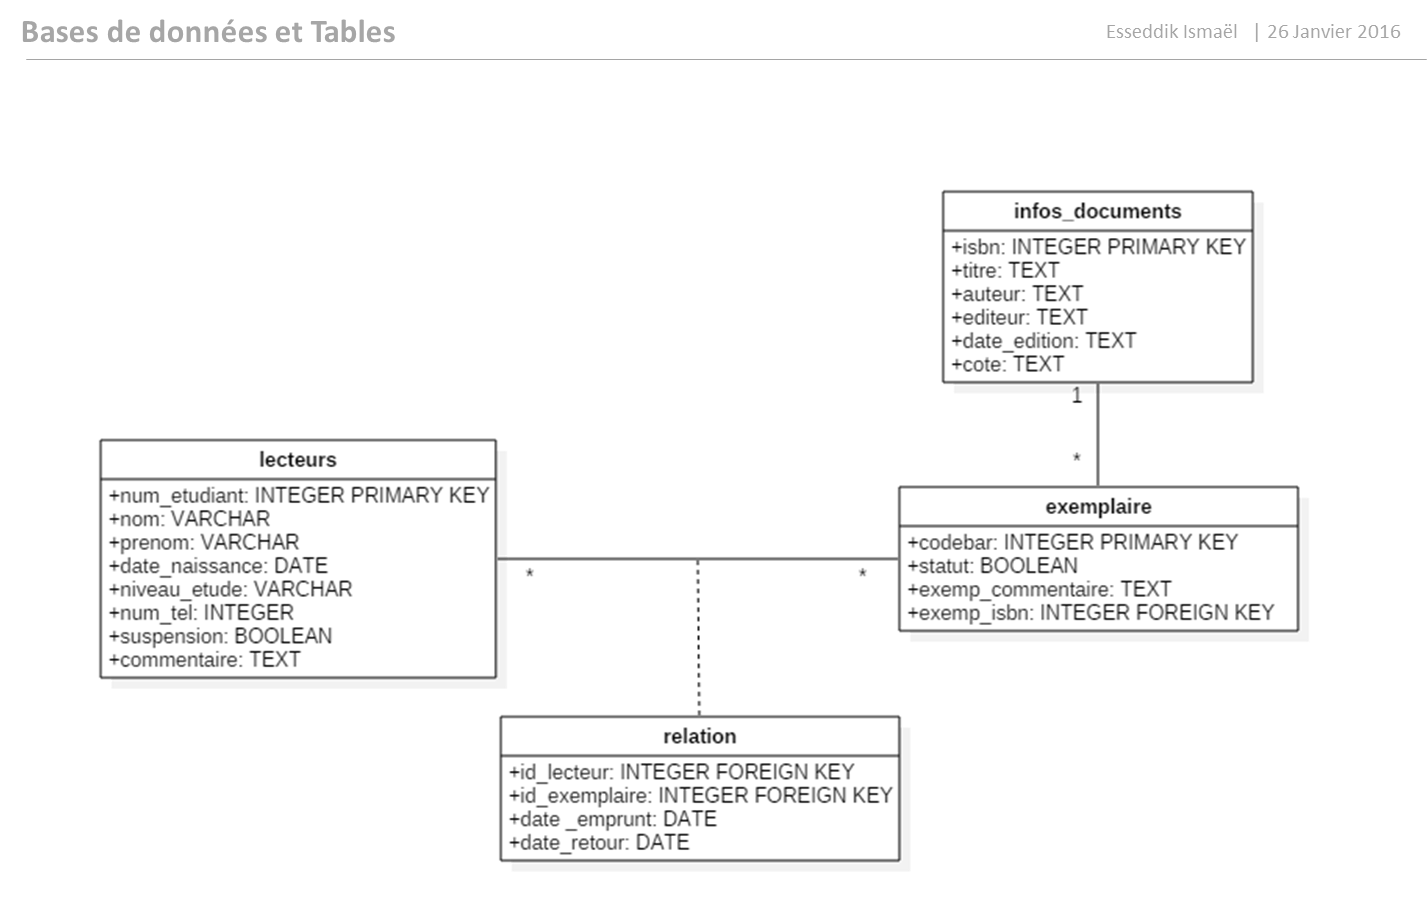 Bases de données et Tables
Esseddik Ismaël | 26 Janvier 2016
infos_documents
+isbn: INTEGER PRIMARY KEY
+titre: TEXT
+auteur: TEXT
+editeur: TEXT
+date_edition: TEXT
+cote: TEXT
1
*
lecteurs
+num_etudiant: INTEGER PRIMARY KEY
+nom: VARCHAR
+prenom: VARCHAR
+date_naissance: DATE
+niveau_etude: VARCHAR
+num_tel: INTEGER
+suspension: BOOLEAN
+commentaire: TEXT
*
*
exemplaire
+codebar: INTEGER PRIMARY KEY
+statut: BOOLEAN
+exemp_commentaire: TEXT
+exemp_isbn: INTEGER FOREIGN KEY
relation
+id_lecteur: INTEGER FOREIGN KEY
+id_exemplaire: INTEGER FOREIGN KEY
+date _emprunt: DATE
+date_retour: DATE